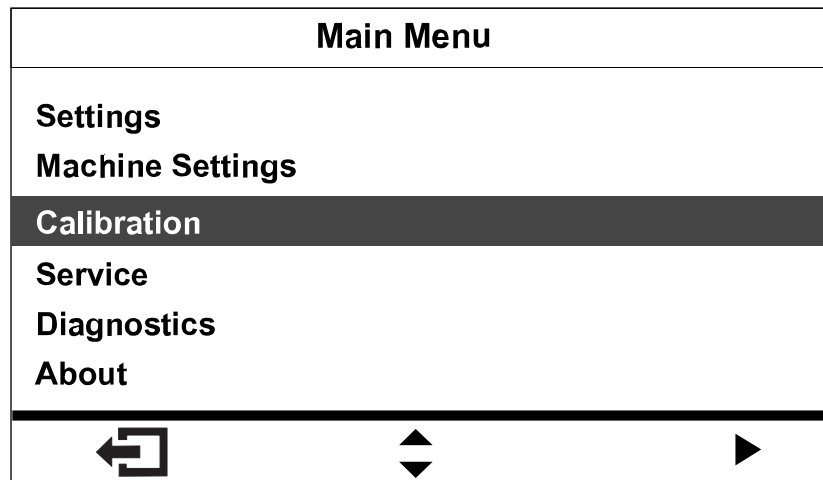 Main Menu
Settings
Machine Settings
Calibration
Service
Diagnostics
About